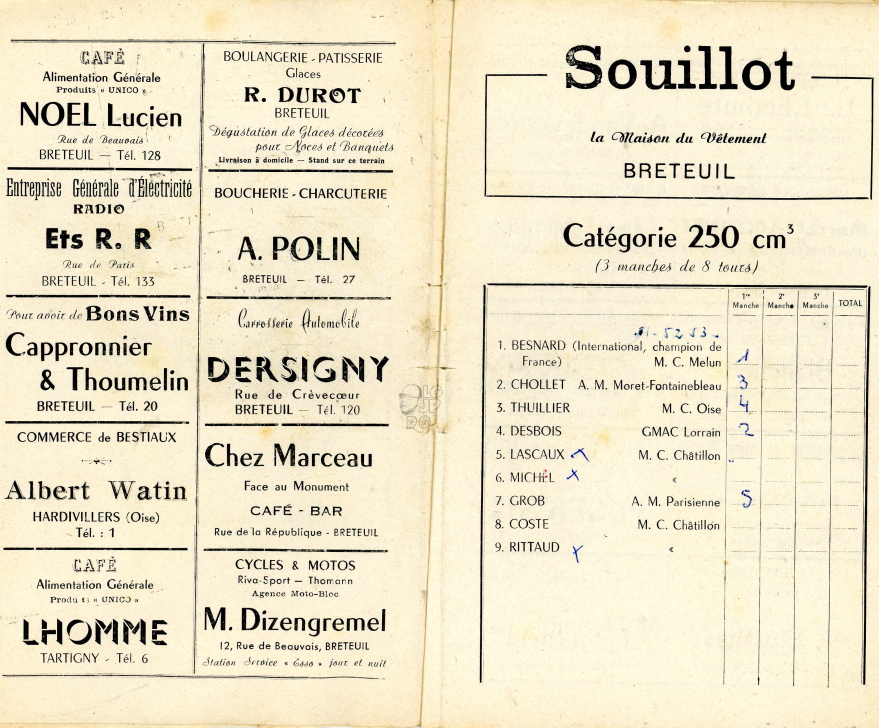 CAFÉ
Alimentation Générale
Produits « UNICO »
NOEL Lucien
Rue de Beauvais
BRETEUIL — Tél. 128
Entreprise Générale d'Électricité
RADIO
Ets R. R
Rue de Paris
BRETEUIL - Tél. 133
Pour avoir de Bons Vins
Cappronnier
& Thoumelin
BRETEUIL — Tél. 20
COMMERCE de BESTIAUX
Albert Watin
HARDIVILLERS (Oise)
Tél. : 1
CAFÉ
Alimentation Générale
Produits « UNICO »
LHOMME
TARTIGNY - Tél. 6
BOULANGERIE - PATISSERIE
Glaces
R. DUROT
BRETEUIL
Dégustation de Glaces décorées
pour Noces et Banquets
Livraison à domicile — Stand sur ce terrain
BOUCHERIE - CHARCUTERIE
A. POLIN
BRETEUIL — Tél. 27
Carrosserie Automobile
DERSIGNY
Rue de Crèvecœur
BRETEUIL — Tél. 120
Chez Marceau
Face au Monument
CAFÉ - BAR
Rue de la République - BRETEUIL
CYCLES & MOTOS
Riva-Sport — Thomann
Agence Moto-Bloc
M. Dizengremel
12, Rue de Beauvais, BRETEUIL
Station Service « Esso » jour et nuit
Souillot
la Maison du Vêtement
BRETEUIL
Catégorie 250 cm³
(3 manches de 8 tours)
1re Manche 2e Manche 3e Manche TOTAL
52 53
1. BESNARD (International, champion de
France) M. C. Melun 1
2. CHOLLET A. M. Moret-Fontainebleau 3
3. THUILLIER M. C. Oise 4
4. DESBOIS GMAC Lorrain 2
5. LASCAUX x M. C. Châtillon
6. MICHEL x «
7. GROB A. M. Parisienne 5
8. COSTE M. C. Châtillon
9. RITTAUD x «